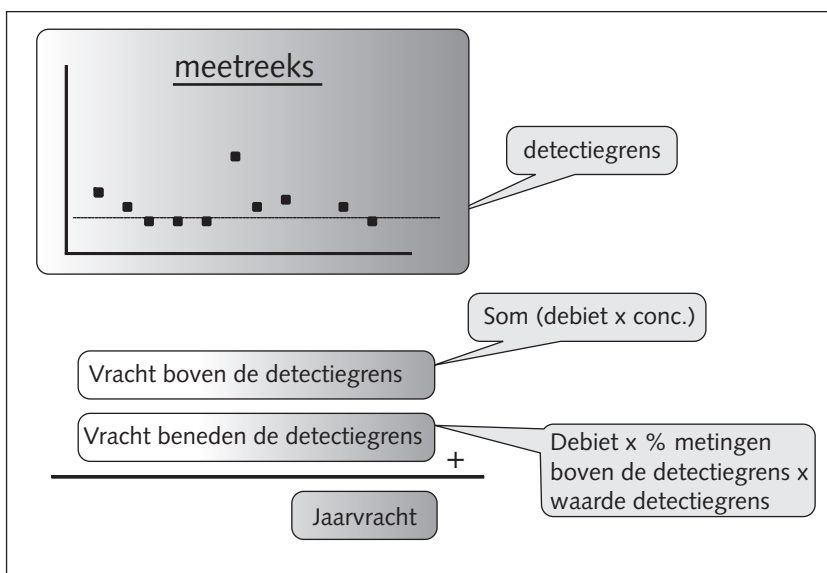 meetreeks
detectiegrens
Som (debiet x conc.)
Vracht boven de detectiegrens
Vracht beneden de detectiegrens
+
Debiet x % metingen
boven de detectiegrens x
waarde detectiegrens
Jaarvracht